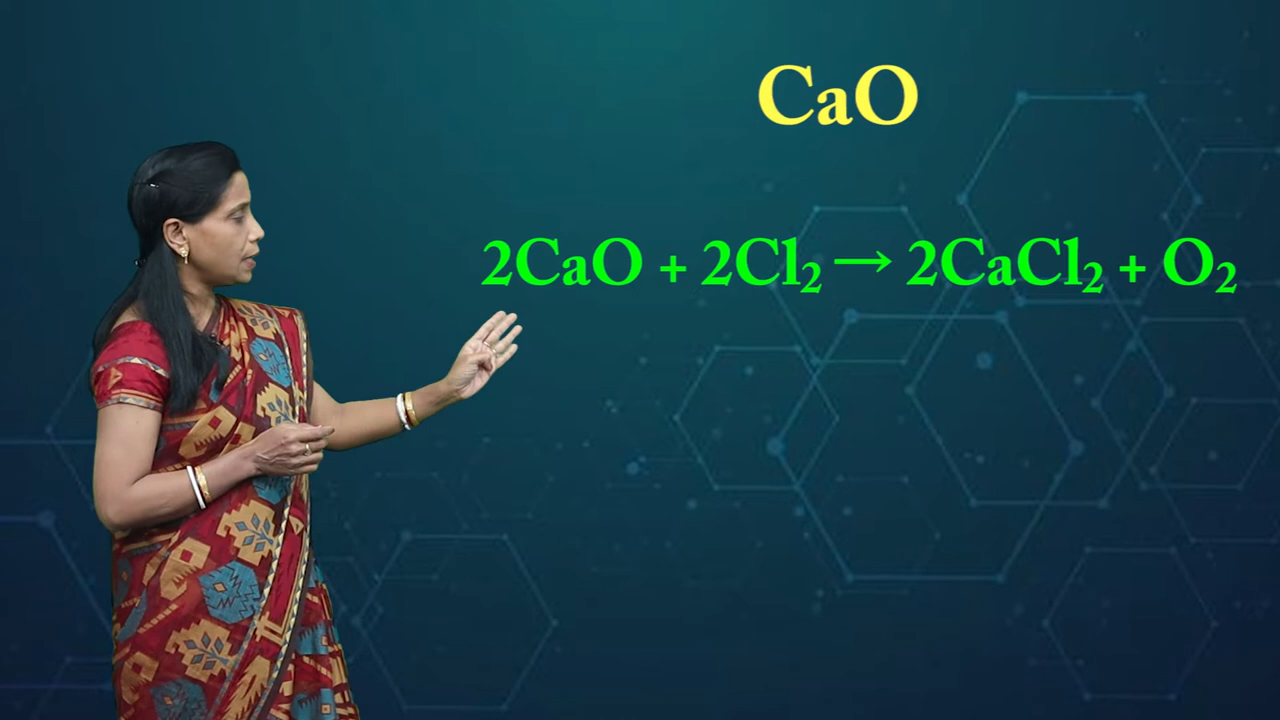 CaO
2CaO + 2Cl₂ → 2CaCl₂ + O₂